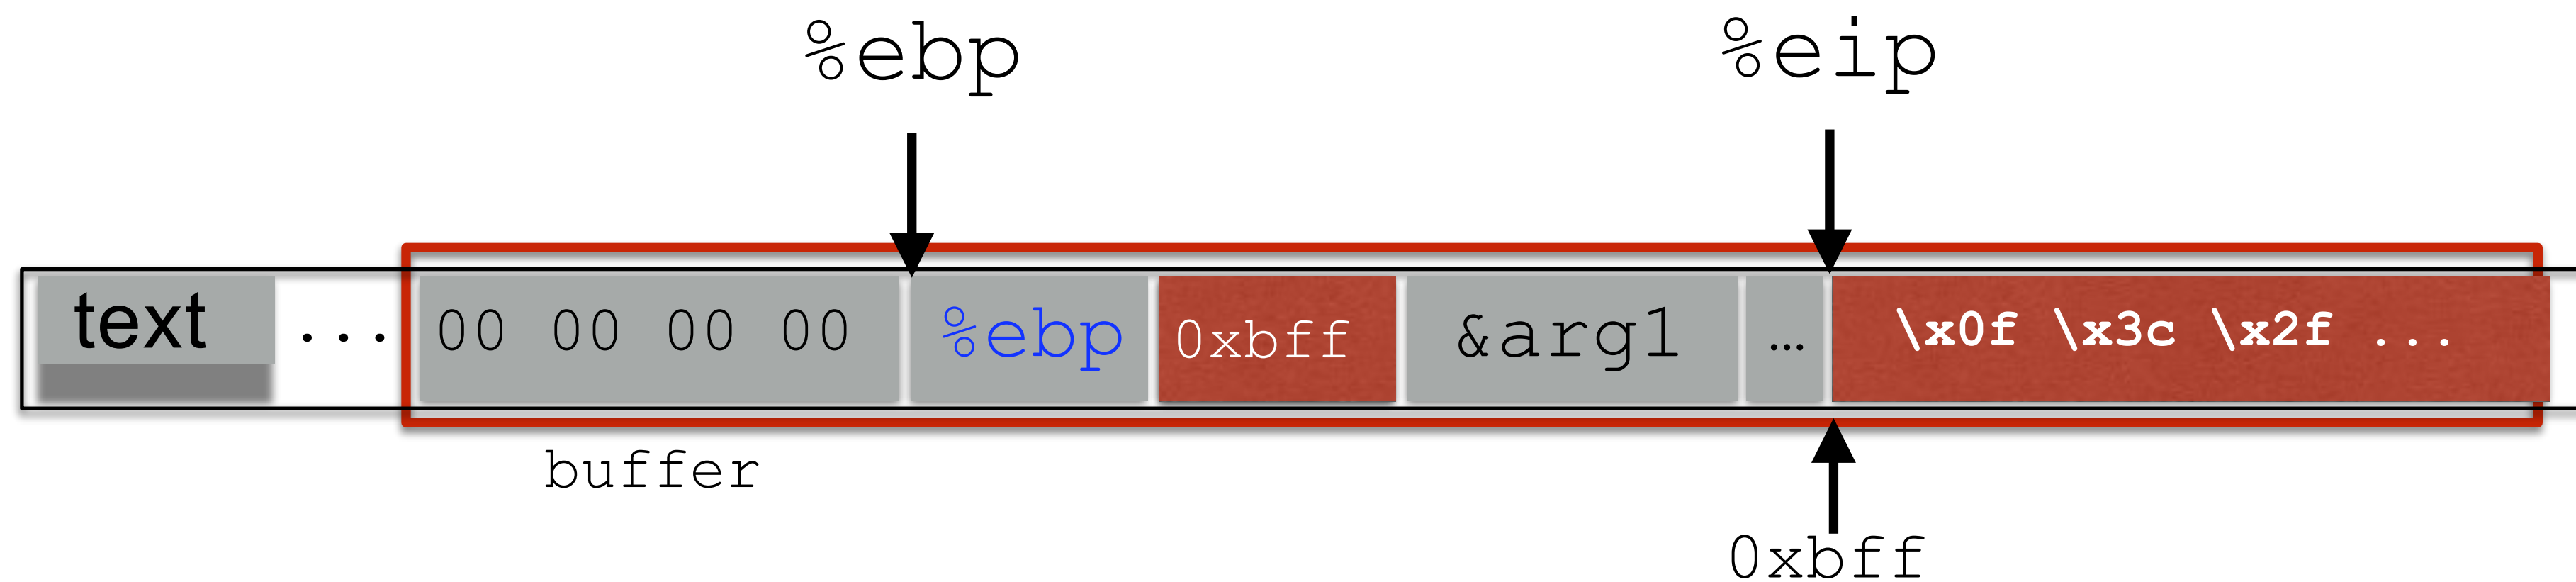 %ebp %eip
text ... 00 00 00 00 %ebp 0xbff &arg1 ... \x0f \x3c \x2f ...
buffer
0xbff